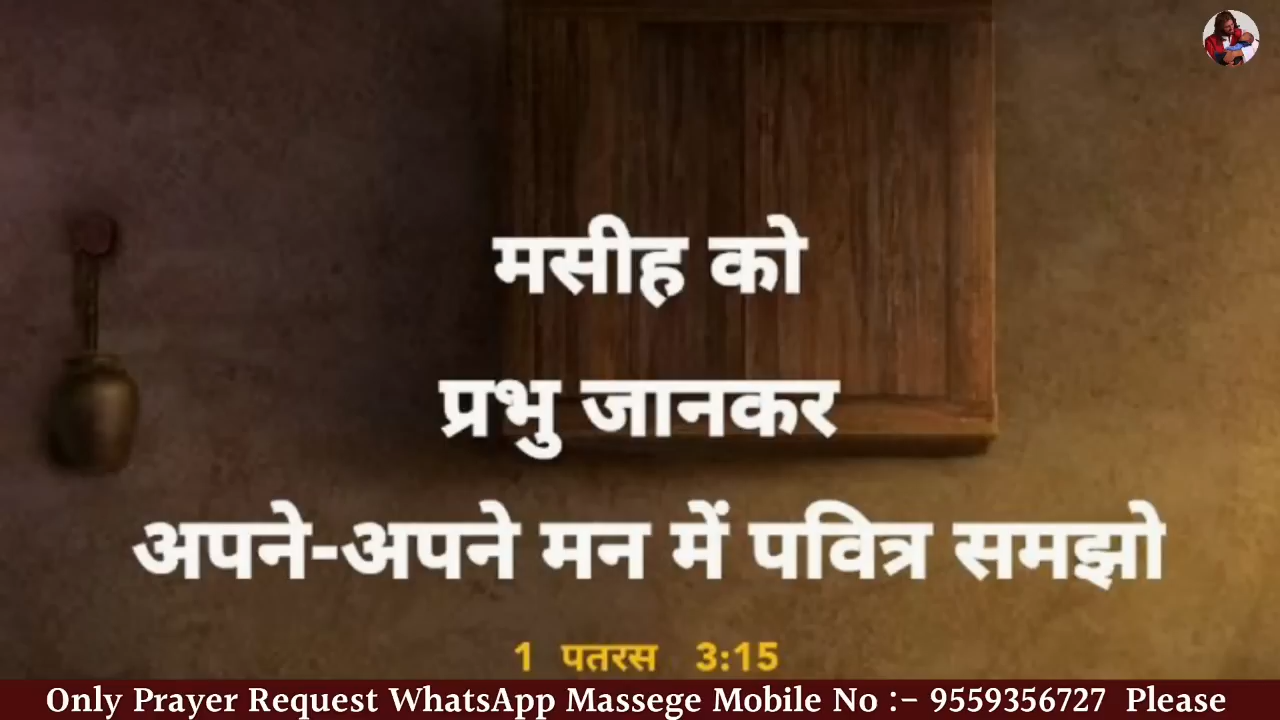 मसीह को
प्रभु जानकर
अपने-अपने मन में पवित्र समझो
1 पतरस 3:15
Only Prayer Request WhatsApp Massege Mobile No :- 9559356727 Please